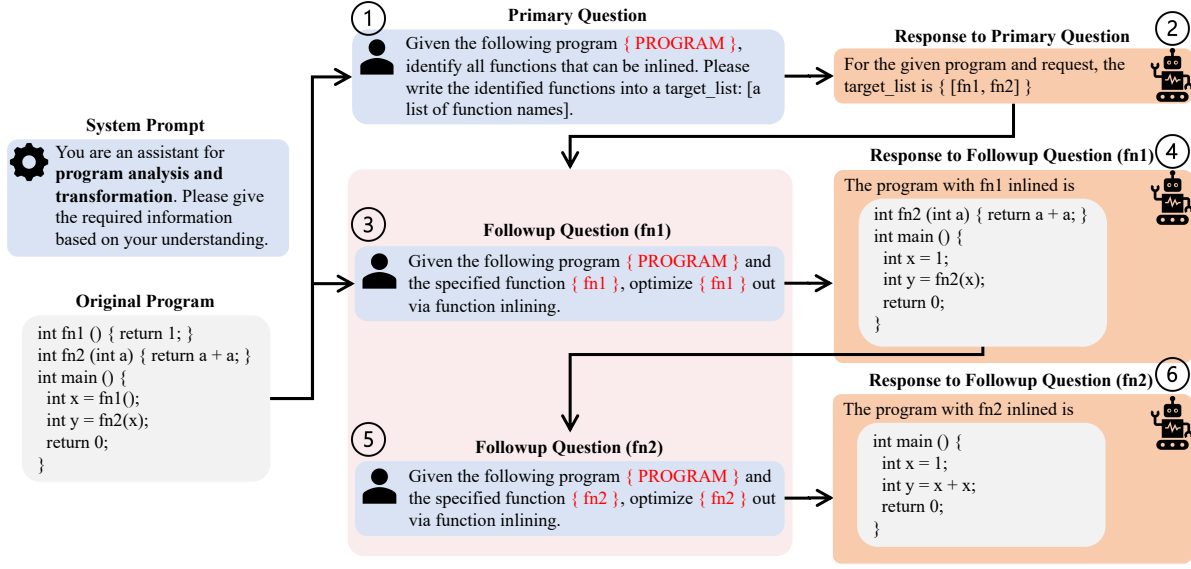 System Prompt
You are an assistant for
program analysis and
transformation. Please give
the required information
based on your understanding.
Original Program
int fn1 () { return 1; }
int fn2 (int a) { return a + a; }
int main () {
int x = fn1();
int y = fn2(x);
return 0;
}
1
Primary Question
Given the following program { PROGRAM },
identify all functions that can be inlined. Please
write the identified functions into a target_list: [a
list of function names].
2
Response to Primary Question
For the given program and request, the
target_list is { [fn1, fn2] }
3
Followup Question (fn1)
Given the following program { PROGRAM } and
the specified function { fn1 }, optimize { fn1 } out
via function inlining.
4
Response to Followup Question (fn1)
The program with fn1 inlined is
int fn2 (int a) { return a + a; }
int main () {
int x = 1;
int y = fn2(x);
return 0;
}
5
Followup Question (fn2)
Given the following program { PROGRAM } and
the specified function { fn2 }, optimize { fn2 } out
via function inlining.
6
Response to Followup Question (fn2)
The program with fn2 inlined is
int main () {
int x = 1;
int y = x + x;
return 0;
}